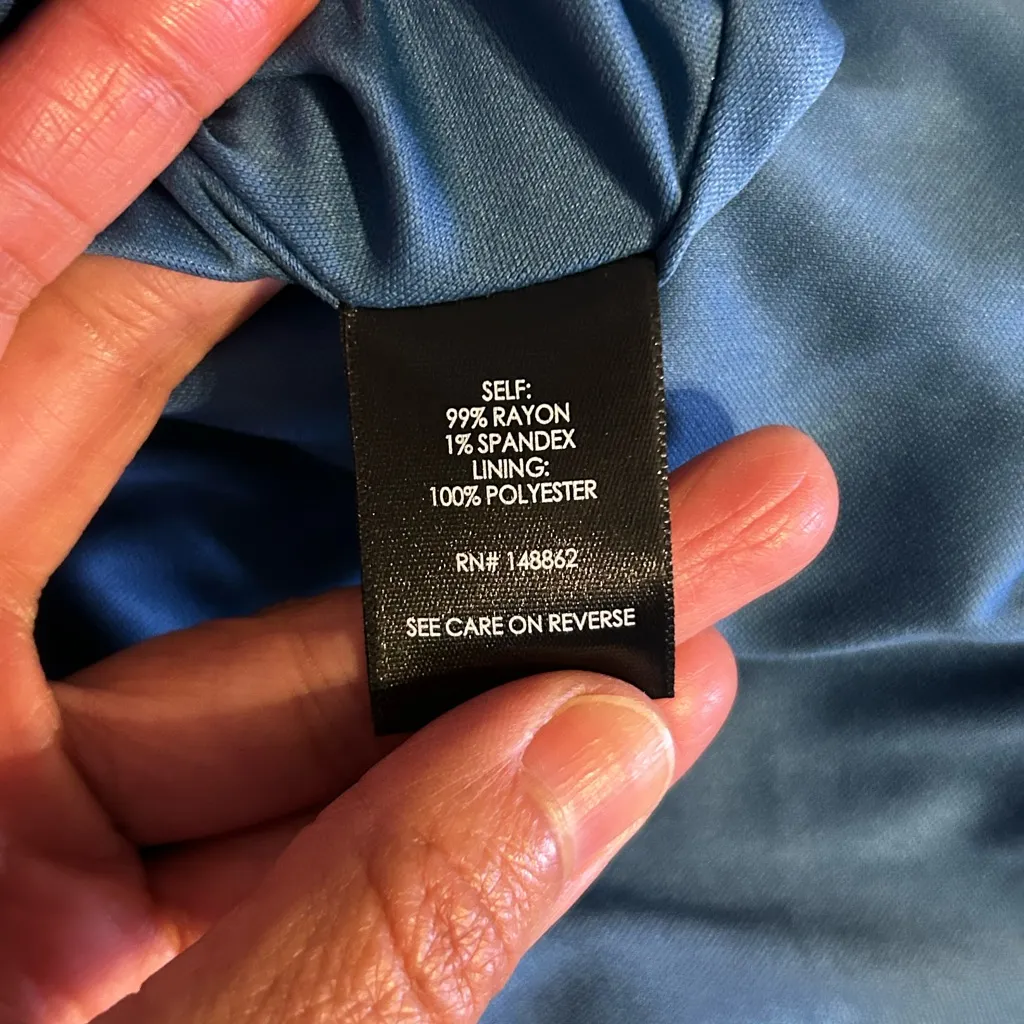 SELF:
99% RAYON
1% SPANDEX
LINING:
100% POLYESTER
RN# 148862
SEE CARE ON REVERSE